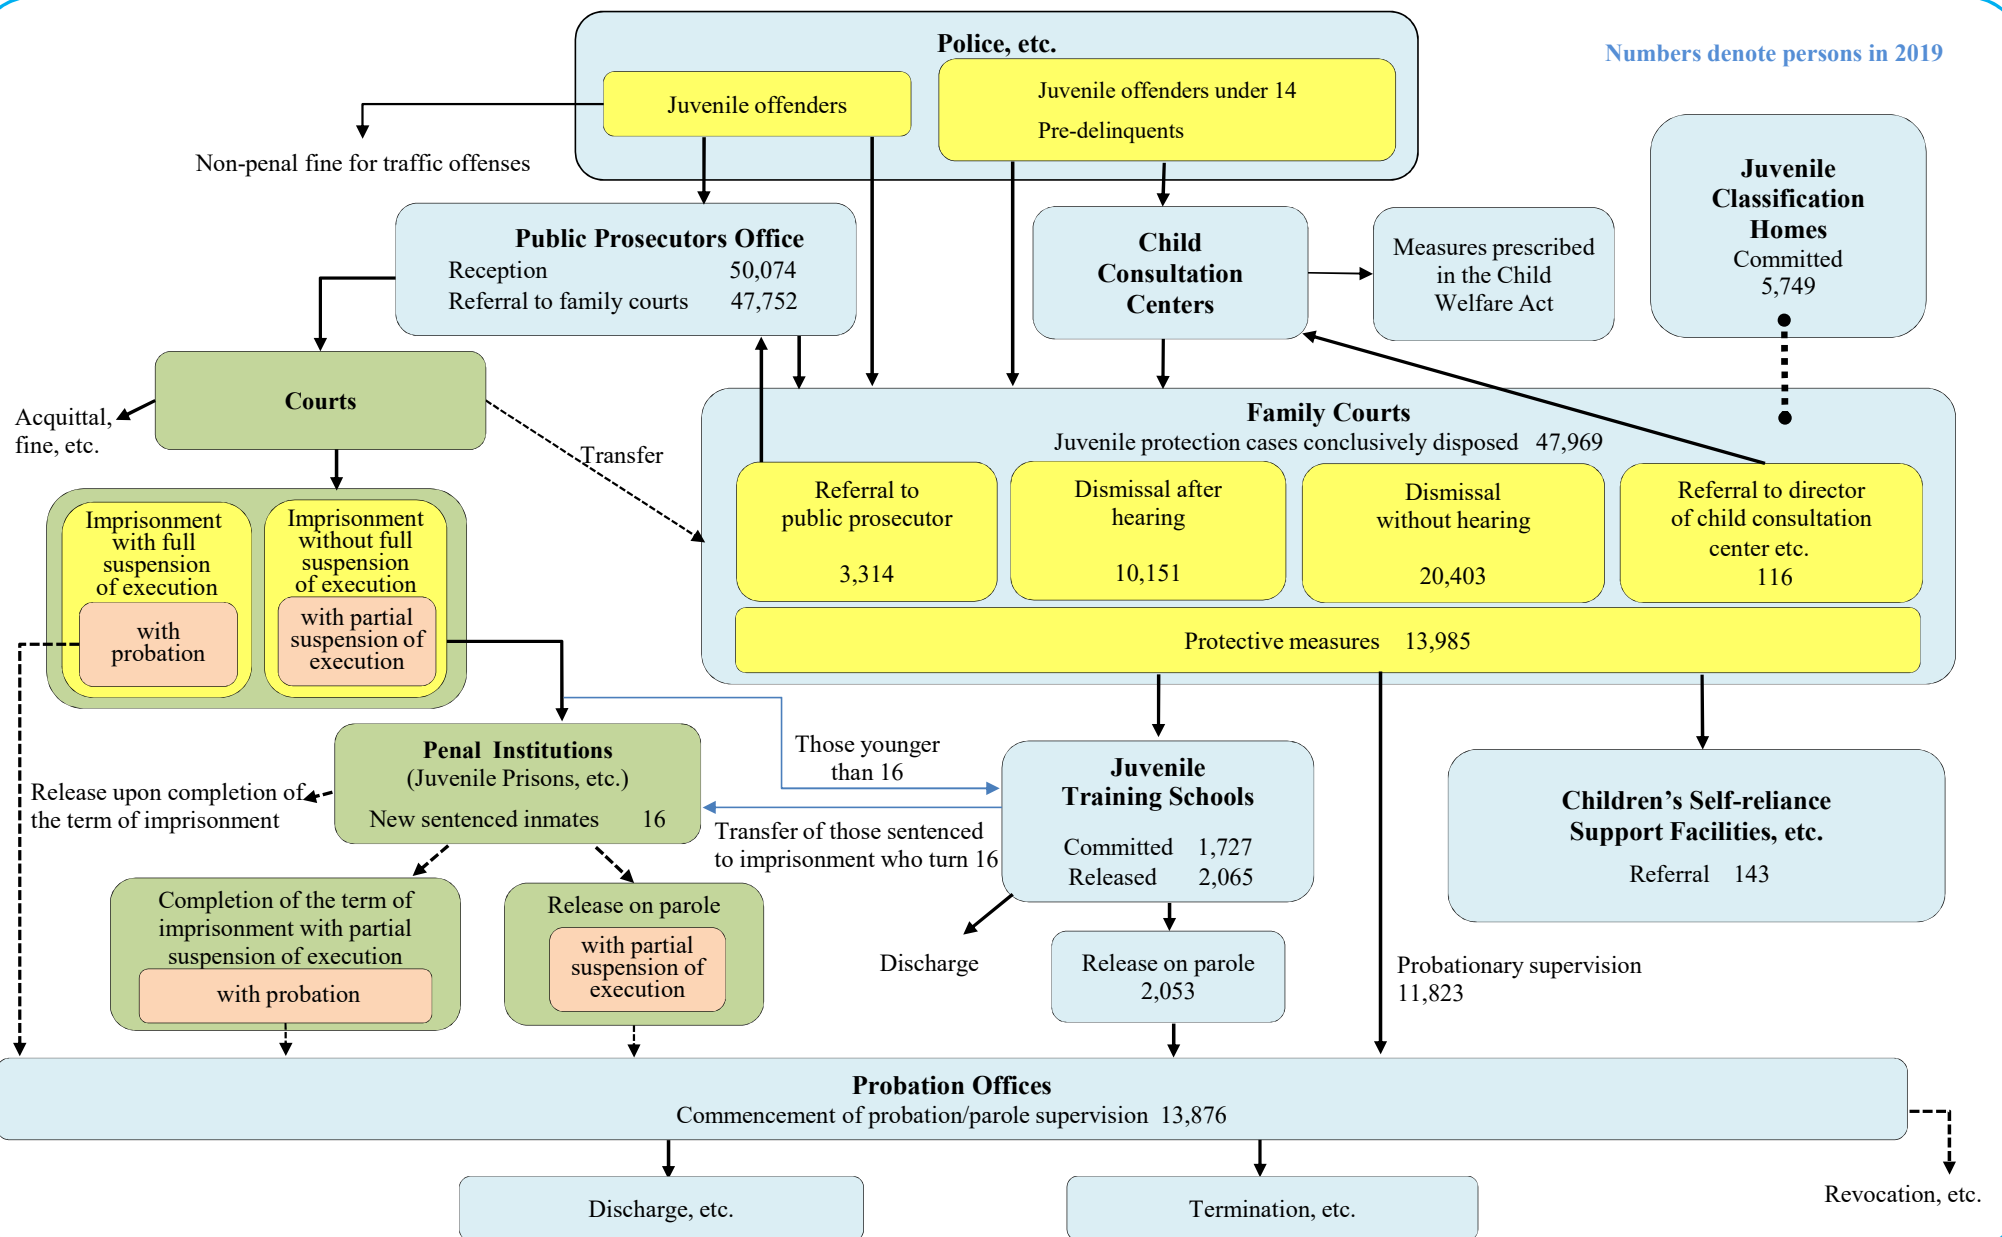 Police, etc.
Numbers denote persons in 2019
Juvenile offenders
Juvenile offenders under 14
Pre-delinquents
Non-penal fine for traffic offenses
Public Prosecutors Office
Reception 50,074
Referral to family courts 47,752
Child
Consultation
Centers
Measures prescribed
in the Child
Welfare Act
Juvenile
Classification
Homes
Committed
5,749
Courts
Acquittal,
fine, etc.
Transfer
Family Courts
Juvenile protection cases conclusively disposed 47,969
Referral to
public prosecutor
3,314
Dismissal after
hearing
10,151
Dismissal
without hearing
20,403
Referral to director
of child consultation
center etc.
116
Protective measures 13,985
Imprisonment
with full
suspension
of execution
with
probation
Imprisonment
without full
suspension
of execution
with partial
suspension of
execution
Penal Institutions
(Juvenile Prisons, etc.)
New sentenced inmates 16
Release upon completion of
the term of imprisonment
Those younger
than 16
Transfer of those sentenced
to imprisonment who turn 16
Juvenile
Training Schools
Committed 1,727
Released 2,065
Children’s Self-reliance
Support Facilities, etc.
Referral 143
Completion of the term of
imprisonment with partial
suspension of execution
with probation
Release on parole
with partial
suspension of
execution
Discharge
Release on parole
2,053
Probationary supervision
11,823
Probation Offices
Commencement of probation/parole supervision 13,876
Discharge, etc.
Termination, etc.
Revocation, etc.